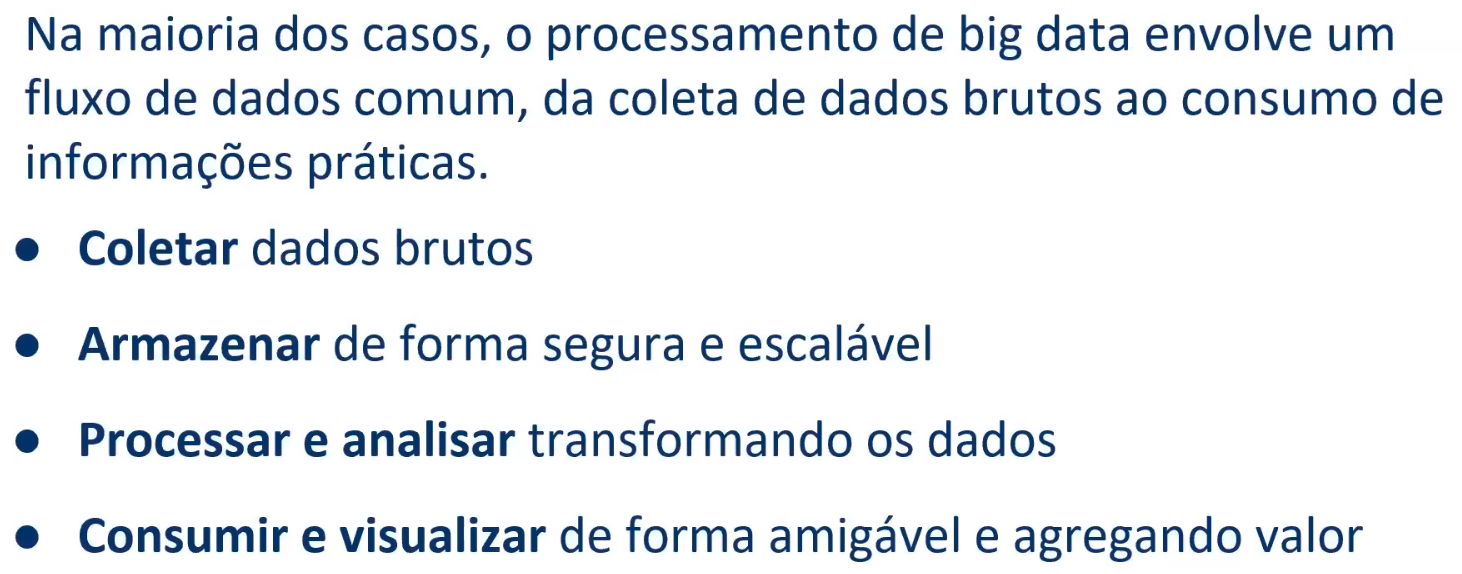 Na maioria dos casos, o processamento de big data envolve um
fluxo de dados comum, da coleta de dados brutos ao consumo de
informações práticas.
● Coletar dados brutos
● Armazenar de forma segura e escalável
● Processar e analisar transformando os dados
● Consumir e visualizar de forma amigável e agregando valor